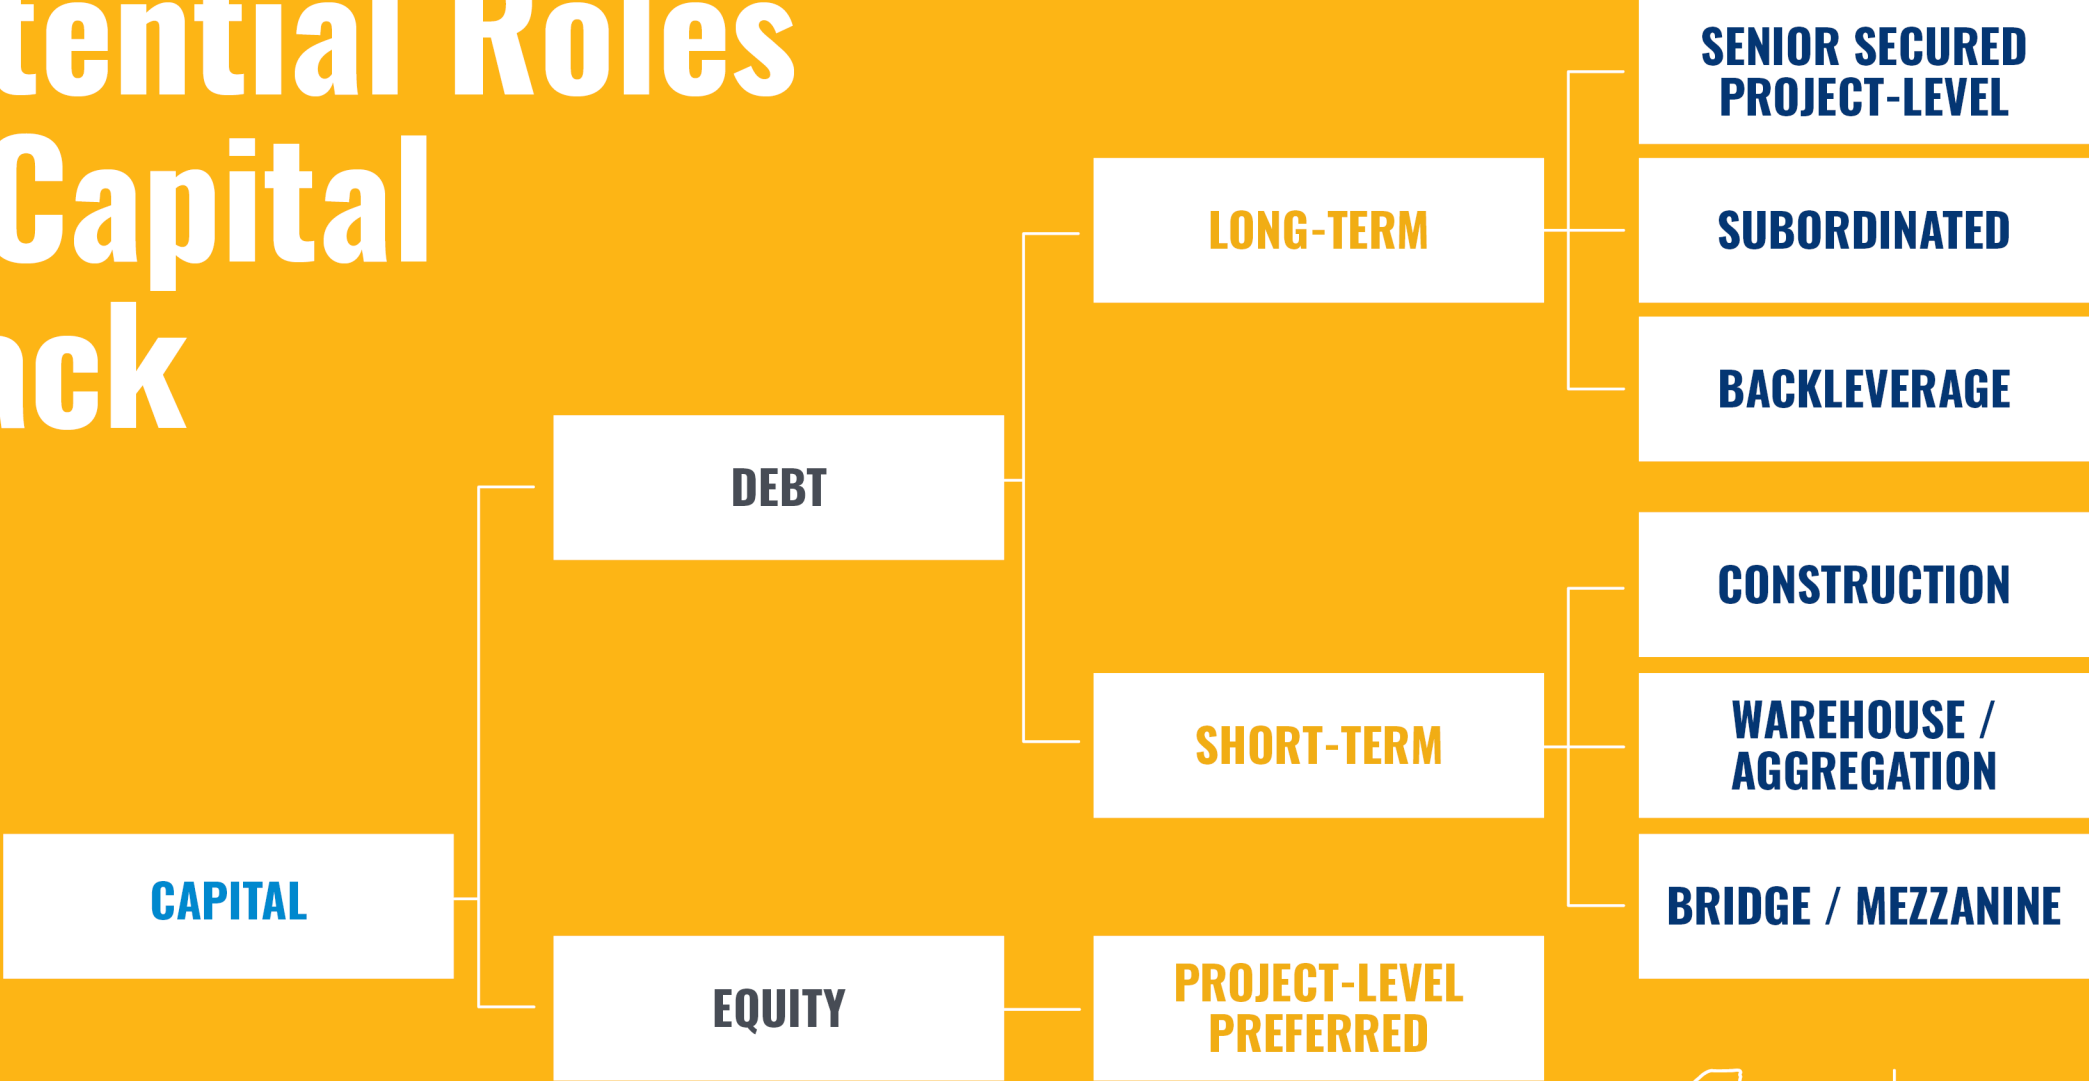 tential Roles
Capital
ack
SENIOR SECURED
PROJECT-LEVEL
LONG-TERM
SUBORDINATED
BACKLEVERAGE
DEBT
CONSTRUCTION
SHORT-TERM
WAREHOUSE /
AGGREGATION
CAPITAL
BRIDGE / MEZZANINE
EQUITY
PROJECT-LEVEL
PREFERRED